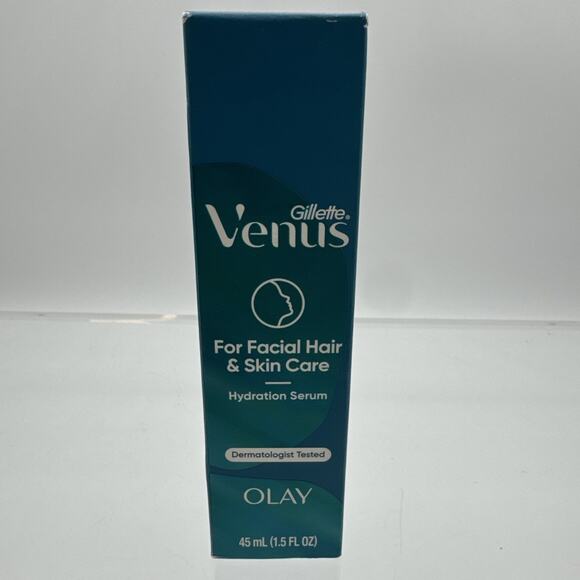 Gillette®
Venus
For Facial Hair
& Skin Care
Hydration Serum
Dermatologist Tested
OLAY
45 mL (1.5 FL OZ)